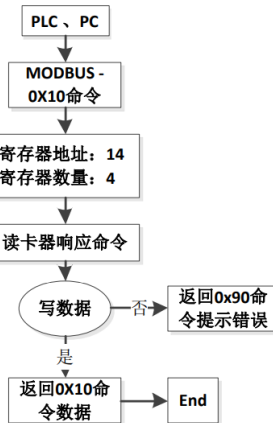 PLC 、PC
MODBUS -
0X10命令
寄存器地址：14
寄存器数量：4
读卡器响应命令
写数据
否
返回0x90命
令提示错误
是
返回0X10命
令数据
End